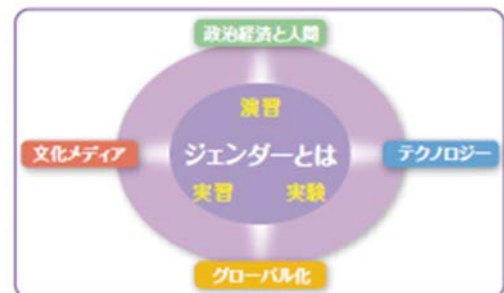 政治経済と人間
演習
文化メディア
ジェンダーとは
テクノロジー
実習
実験
グローバル化